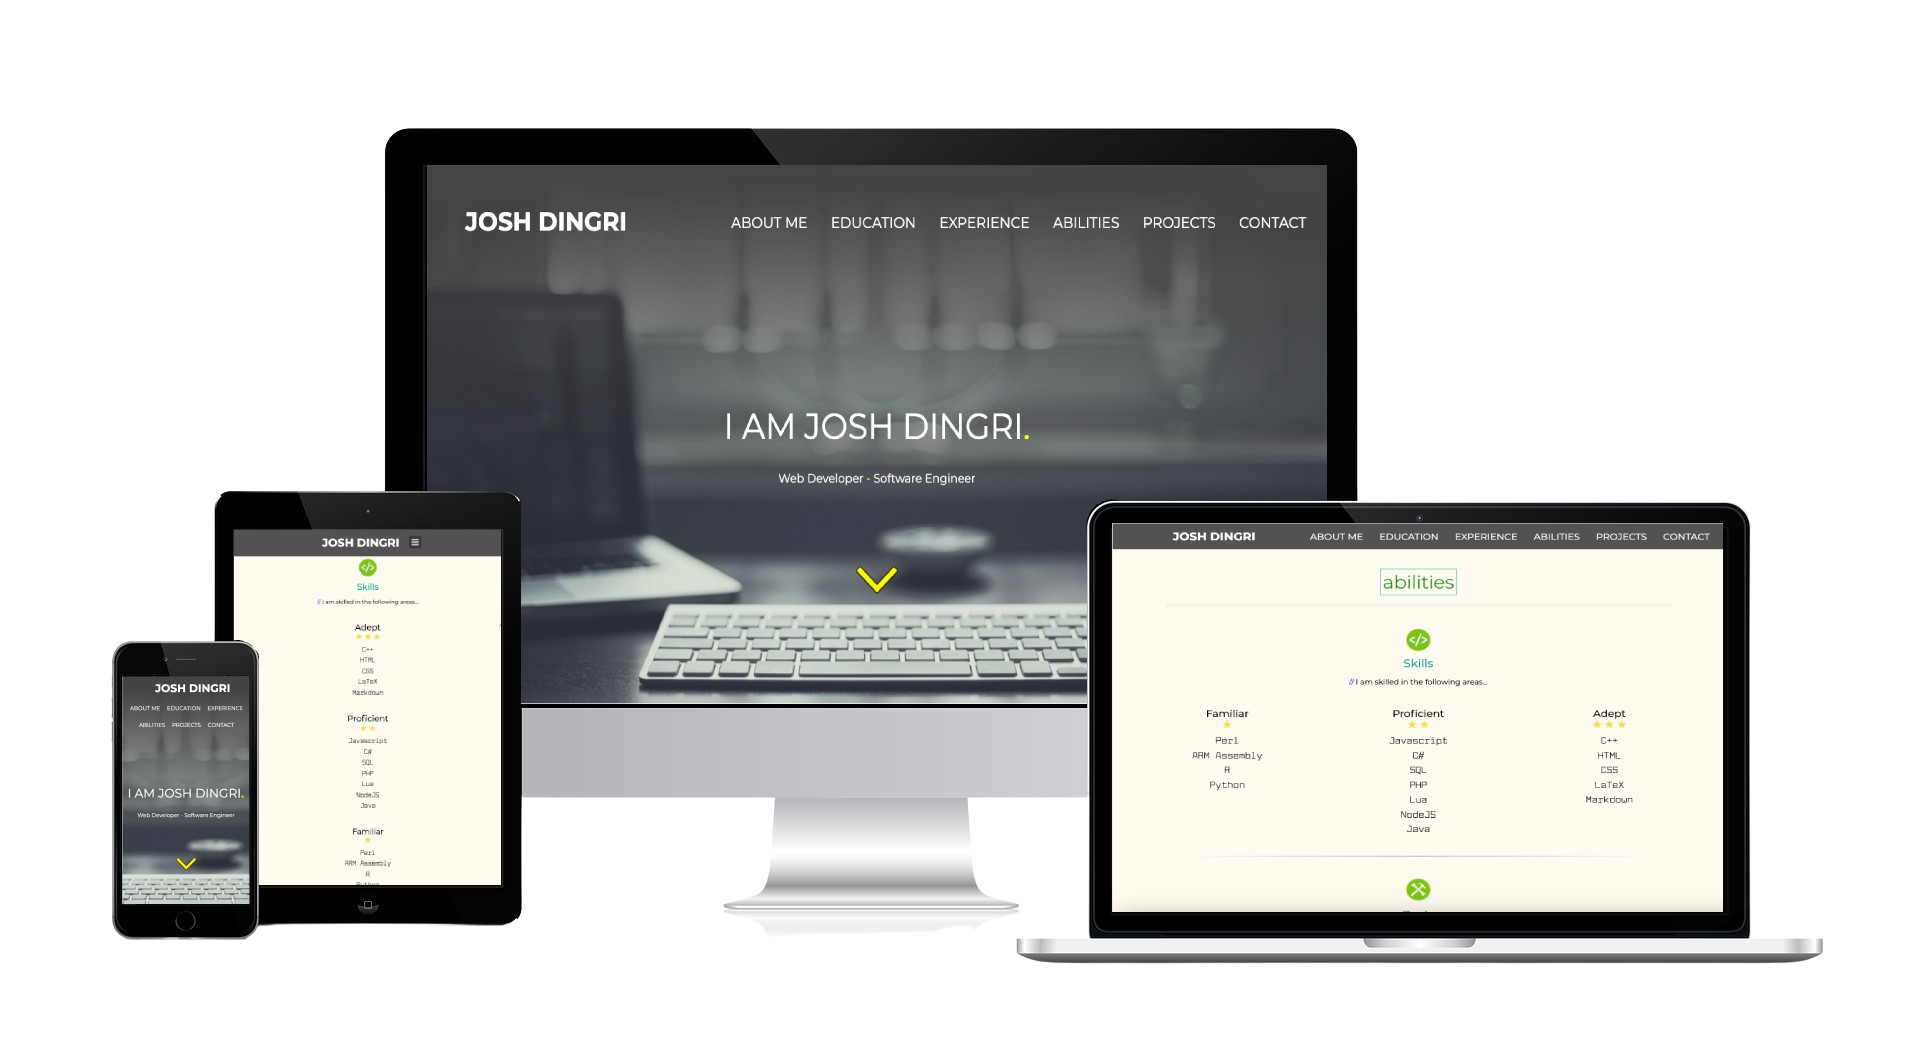 JOSH DINGRI
ABOUT ME EDUCATION EXPERIENCE ABILITIES PROJECTS CONTACT
I AM JOSH DINGRI.
Web Developer - Software Engineer
JOSH DINGRI
Skills
// I am skilled in the following areas...
Adept
C++
HTML
CSS
LaTeX
Markdown
Proficient
Javascript
C#
SQL
PHP
Lua
NodeJS
Java
Familiar
Perl
ARM Assembly
R
Python
JOSH DINGRI
ABOUT ME EDUCATION EXPERIENCE
ABILITIES PROJECTS CONTACT
I AM JOSH DINGRI.
Web Developer - Software Engineer
JOSH DINGRI ABOUT ME EDUCATION EXPERIENCE ABILITIES PROJECTS CONTACT
abilities
</>
Skills
// I am skilled in the following areas...
Familiar Proficient Adept
Perl Javascript C++
ARM Assembly C# HTML
R SQL CSS
Python PHP LaTeX
Lua Markdown
NodeJS
Java